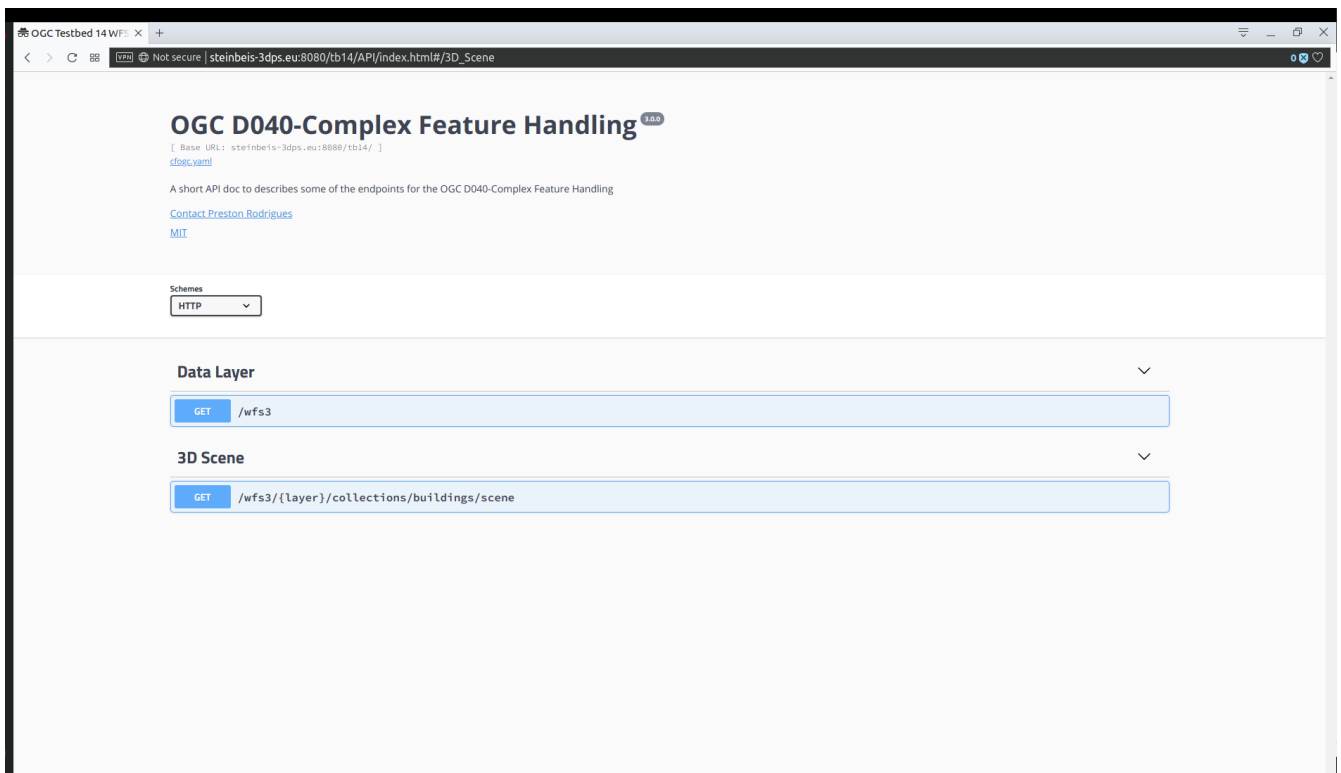 OGC Testbed 14 WFS
VPN Not secure | steinbeis-3dps.eu:8080/tb14/API/index.html#/3D_Scene 0
OGC D040-Complex Feature Handling 3.0.0
[ Base URL: steinbeis-3dps.eu:8080/tb14/ ]
cfogc.yaml
A short API doc to describes some of the endpoints for the OGC D040-Complex Feature Handling
Contact Preston Rodrigues
MIT
Schemes
HTTP
Data Layer
GET /wfs3
3D Scene
GET /wfs3/{layer}/collections/buildings/scene